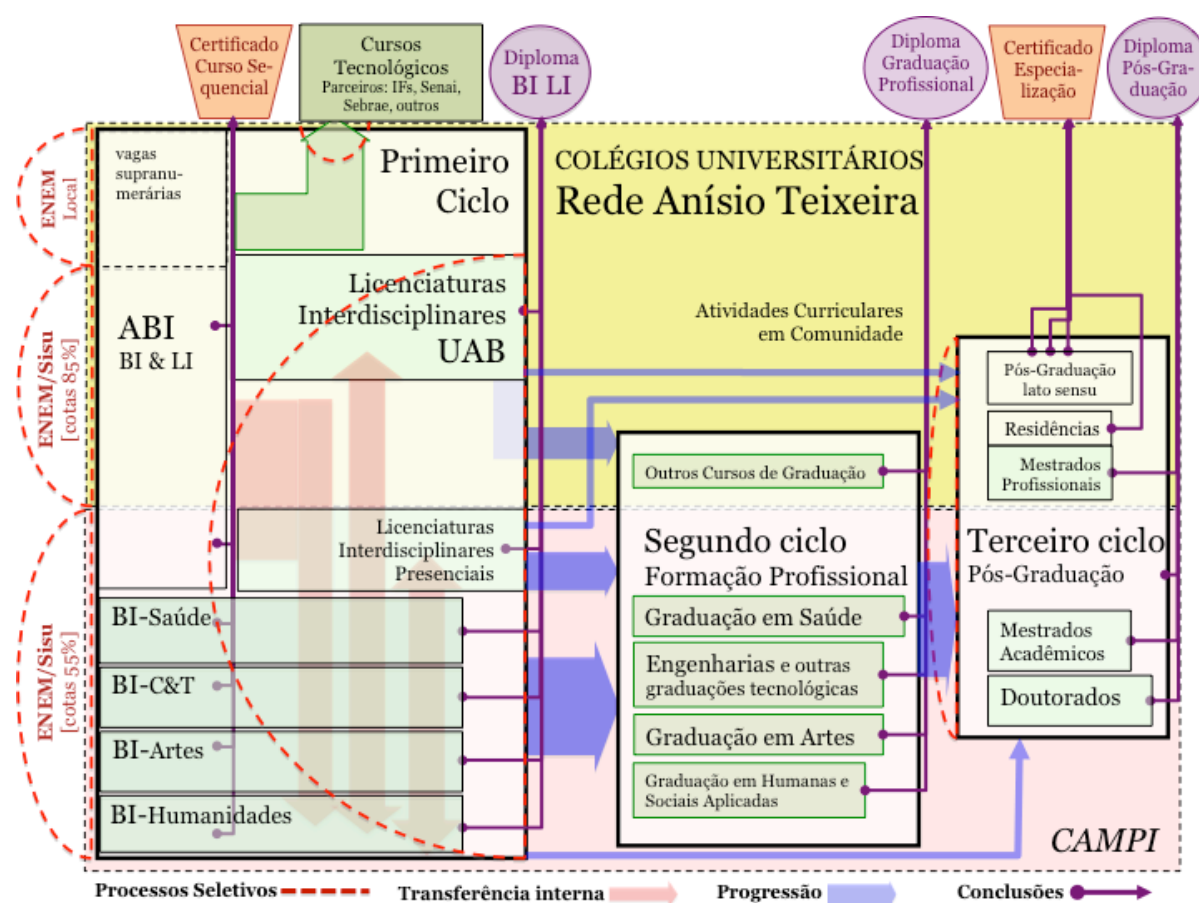 Certificado
Curso Se-
quencial
Cursos
Tecnológicos
Parceiros: IFs, Senai,
Sebrae, outros
Diploma
BI LI
Diploma
Graduação
Profissional
Certificado
Especia-
lização
Diploma
Pós-Gra-
duação
ENEM
Local
vagas
supranu-
merárias
Primeiro
Ciclo
COLÉGIOS UNIVERSITÁRIOS
Rede Anísio Teixeira
ENEM/Sisu
[cotas 85%]
ABI
BI & LI
Licenciaturas
Interdisciplinares
UAB
Atividades Curriculares
em Comunidade
Pós-Graduação
lato sensu
Residências
Mestrados
Profissionais
Outros Cursos de Graduação
ENEM/Sisu
[cotas 55%]
Licenciaturas
Interdisciplinares
Presenciais
Segundo ciclo
Formação Profissional
Terceiro ciclo
Pós-Graduação
BI-Saúde
BI-C&T
BI-Artes
BI-Humanidades
Graduação em Saúde
Engenharias e outras
graduações tecnológicas
Graduação em Artes
Graduação em Humanas e
Sociais Aplicadas
Mestrados
Acadêmicos
Doutorados
CAMPI
Processos Seletivos
Transferência interna
Progressão
Conclusões